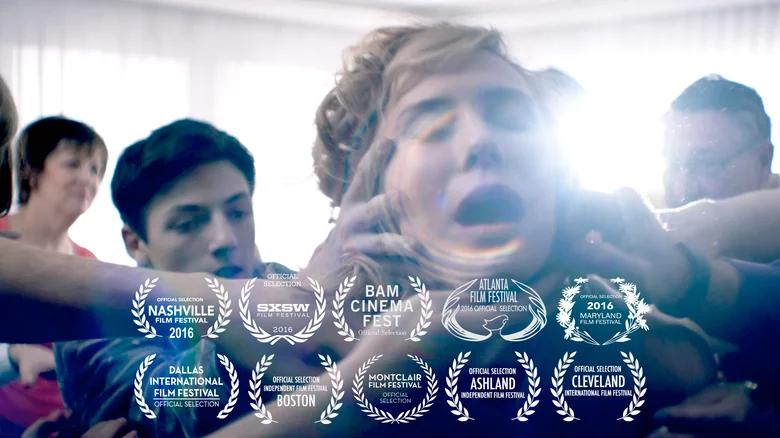 OFFICIAL SELECTION
NASHVILLE
FILM FESTIVAL
2016
OFFICIAL
SELECTION
SXSW
FILM FESTIVAL
2016
BAM
CINEMA
FEST
Official Selection
ATLANTA
FILM FESTIVAL
2016 OFFICIAL SELECTION
OFFICIAL SELECTION
2016
MARYLAND
FILM FESTIVAL
DALLAS
INTERNATIONAL
FILM FESTIVAL
OFFICIAL SELECTION
OFFICIAL SELECTION
INDEPENDENT FILM FESTIVAL
BOSTON
MONTCLAIR
FILM FESTIVAL
OFFICIAL
SELECTION
OFFICIAL SELECTION
ASHLAND
INDEPENDENT FILM FESTIVAL
OFFICIAL SELECTION
CLEVELAND
INTERNATIONAL FILM FESTIVAL